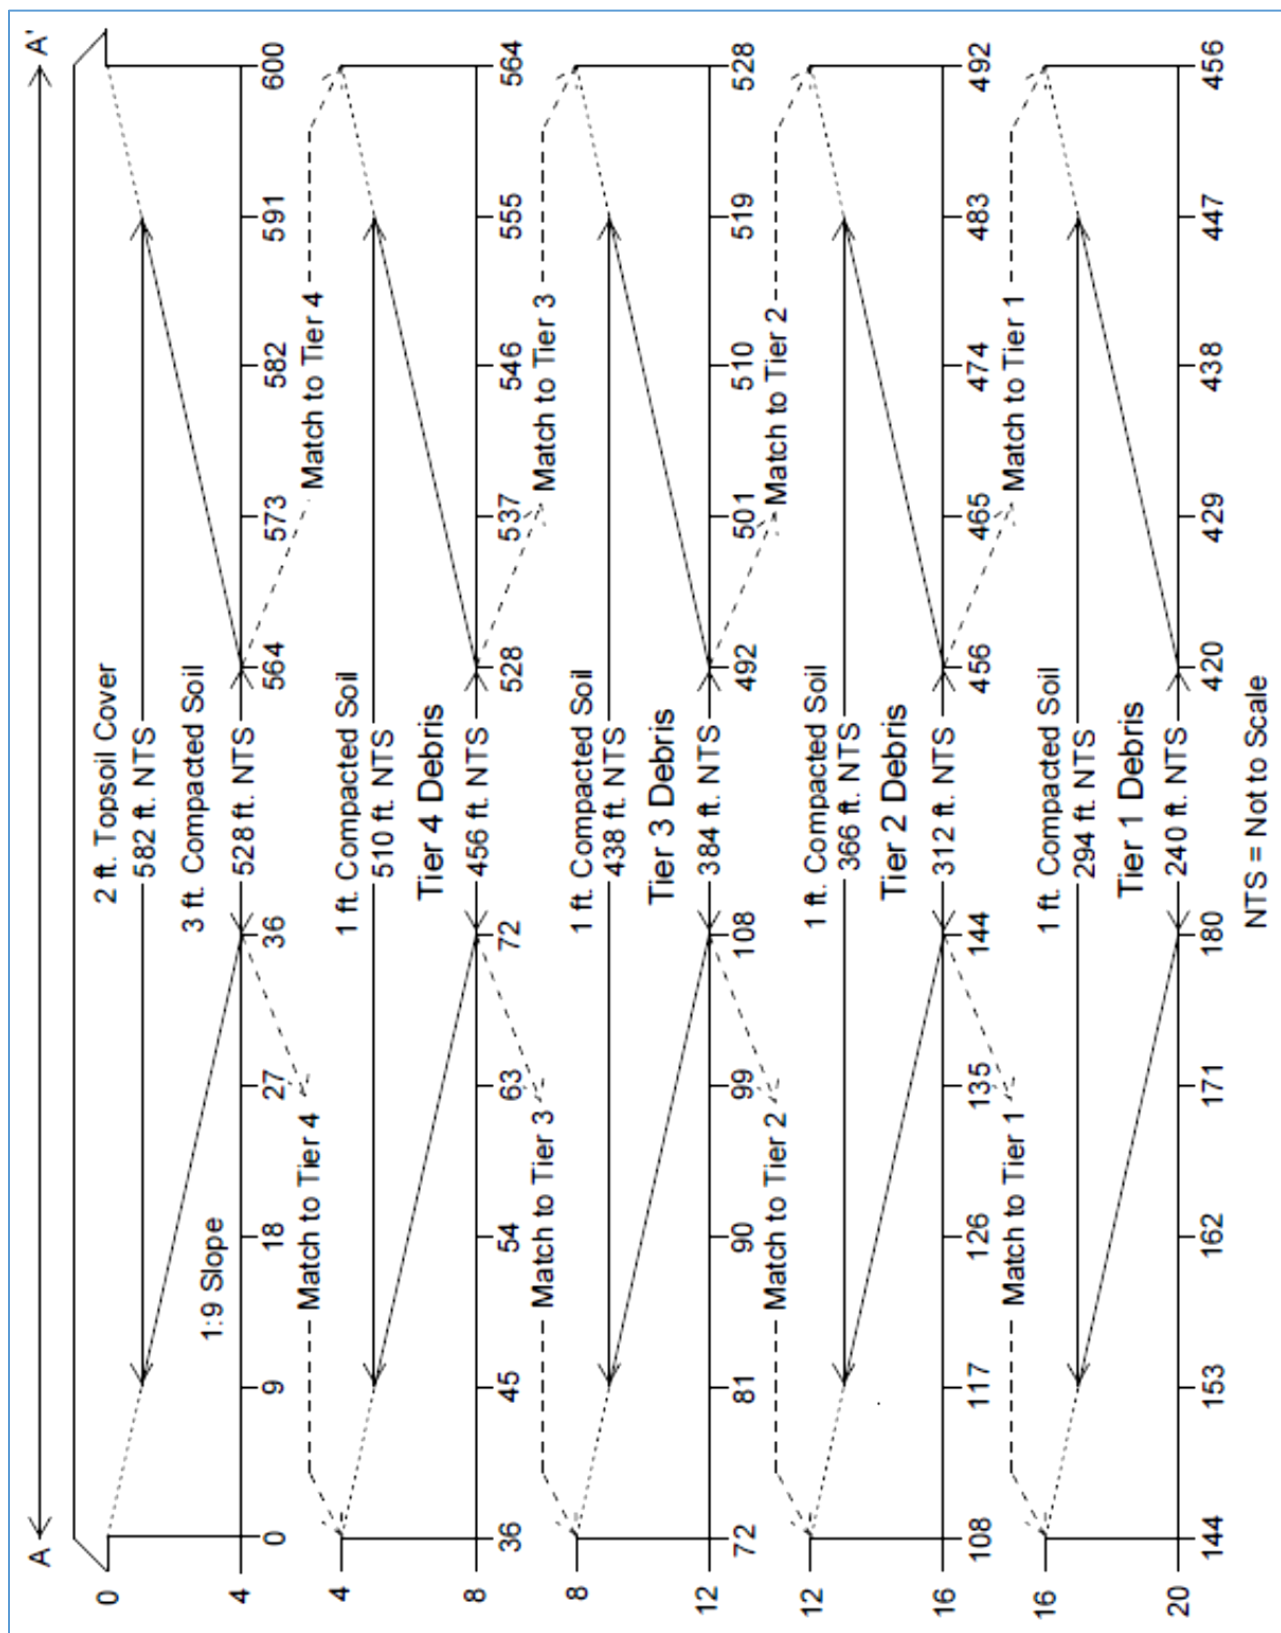 A A'
2 ft. Topsoil Cover
0
582 ft. NTS
3 ft. Compacted Soil
1:9 Slope
4
528 ft. NTS
0 9 18 27 36 564 573 582 591 600
Match to Tier 4 Match to Tier 4
1 ft. Compacted Soil
4
510 ft. NTS
Tier 4 Debris
8
456 ft. NTS
36 45 54 63 72 528 537 546 555 564
Match to Tier 3 Match to Tier 3
1 ft. Compacted Soil
8
438 ft. NTS
Tier 3 Debris
12
384 ft. NTS
72 81 90 99 108 492 501 510 519 528
Match to Tier 2 Match to Tier 2
1 ft. Compacted Soil
12
366 ft. NTS
Tier 2 Debris
16
312 ft. NTS
108 117 126 135 144 456 465 474 483 492
Match to Tier 1 Match to Tier 1
1 ft. Compacted Soil
16
294 ft. NTS
Tier 1 Debris
20
240 ft. NTS
144 153 162 171 180 420 429 438 447 456
NTS = Not to Scale